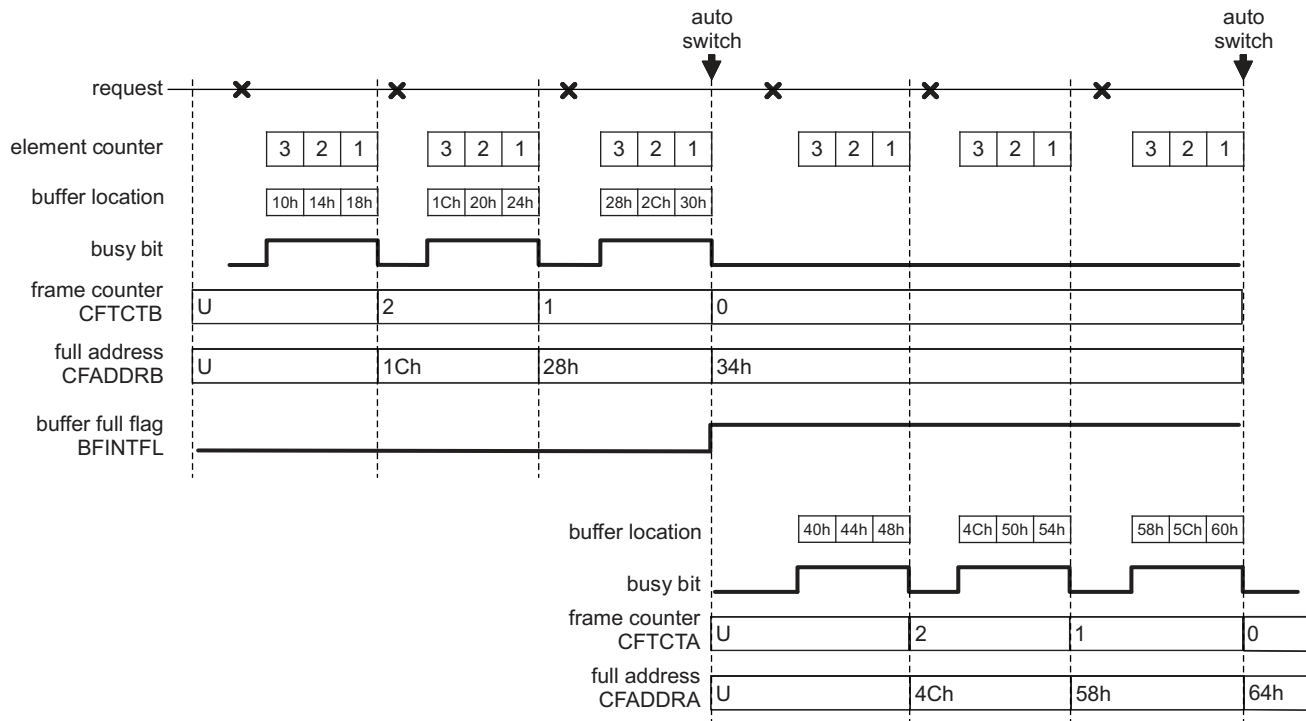 auto auto
switch switch
request
element counter 3 2 1 3 2 1 3 2 1 3 2 1 3 2 1 3 2 1
buffer location 10h 14h 18h 1Ch 20h 24h 28h 2Ch 30h
busy bit
frame counter
CFTCTB U 2 1 0
full address
CFADDRB U 1Ch 28h 34h
buffer full flag
BFINTFL
buffer location 40h 44h 48h 4Ch 50h 54h 58h 5Ch 60h
busy bit
frame counter
CFTCTA U 2 1 0
full address
CFADDRA U 4Ch 58h 64h